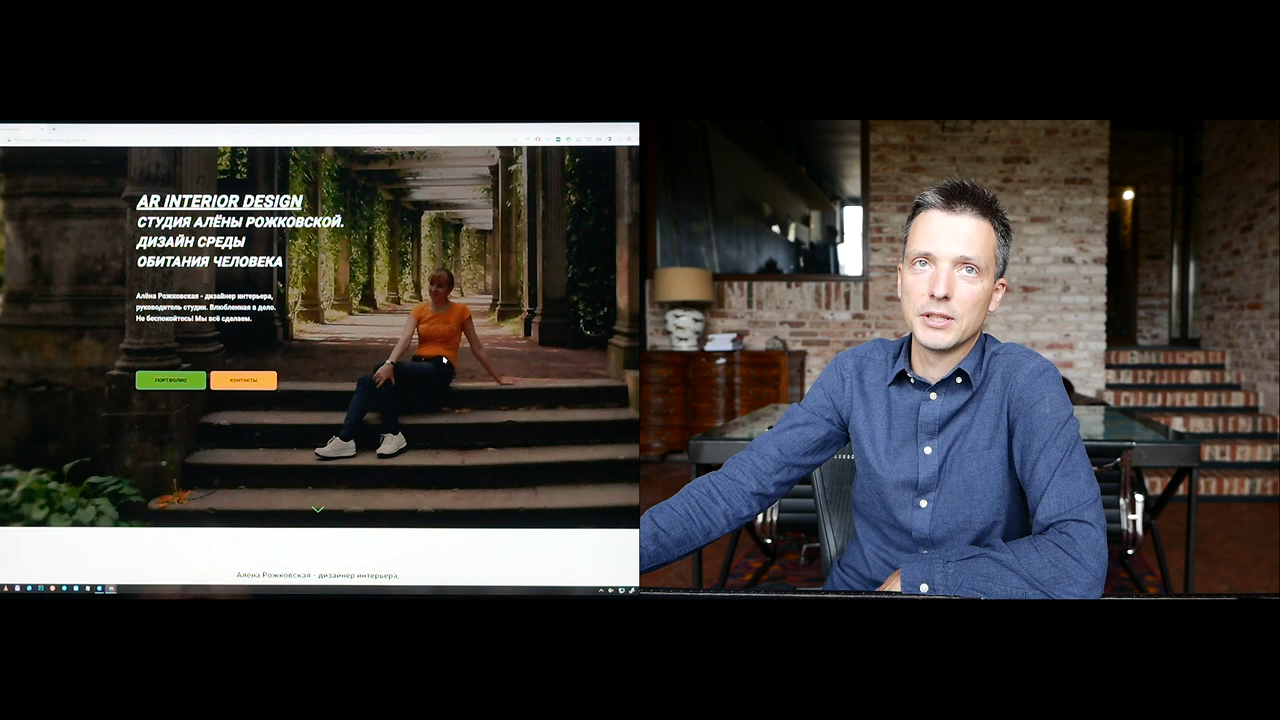 AR INTERIOR DESIGN
СТУДИЯ АЛЁНЫ РОЖКОВСКОЙ.
ДИЗАЙН СРЕДЫ
ОБИТАНИЯ ЧЕЛОВЕКА
Алёна Рожковская - дизайнер интерьера,
руководитель студии. Влюбленная в дело.
Не беспокойтесь! Мы всё сделаем.
ПОРТФОЛИО
КОНТАКТЫ
Алёна Рожковская - дизайнер интерьера,